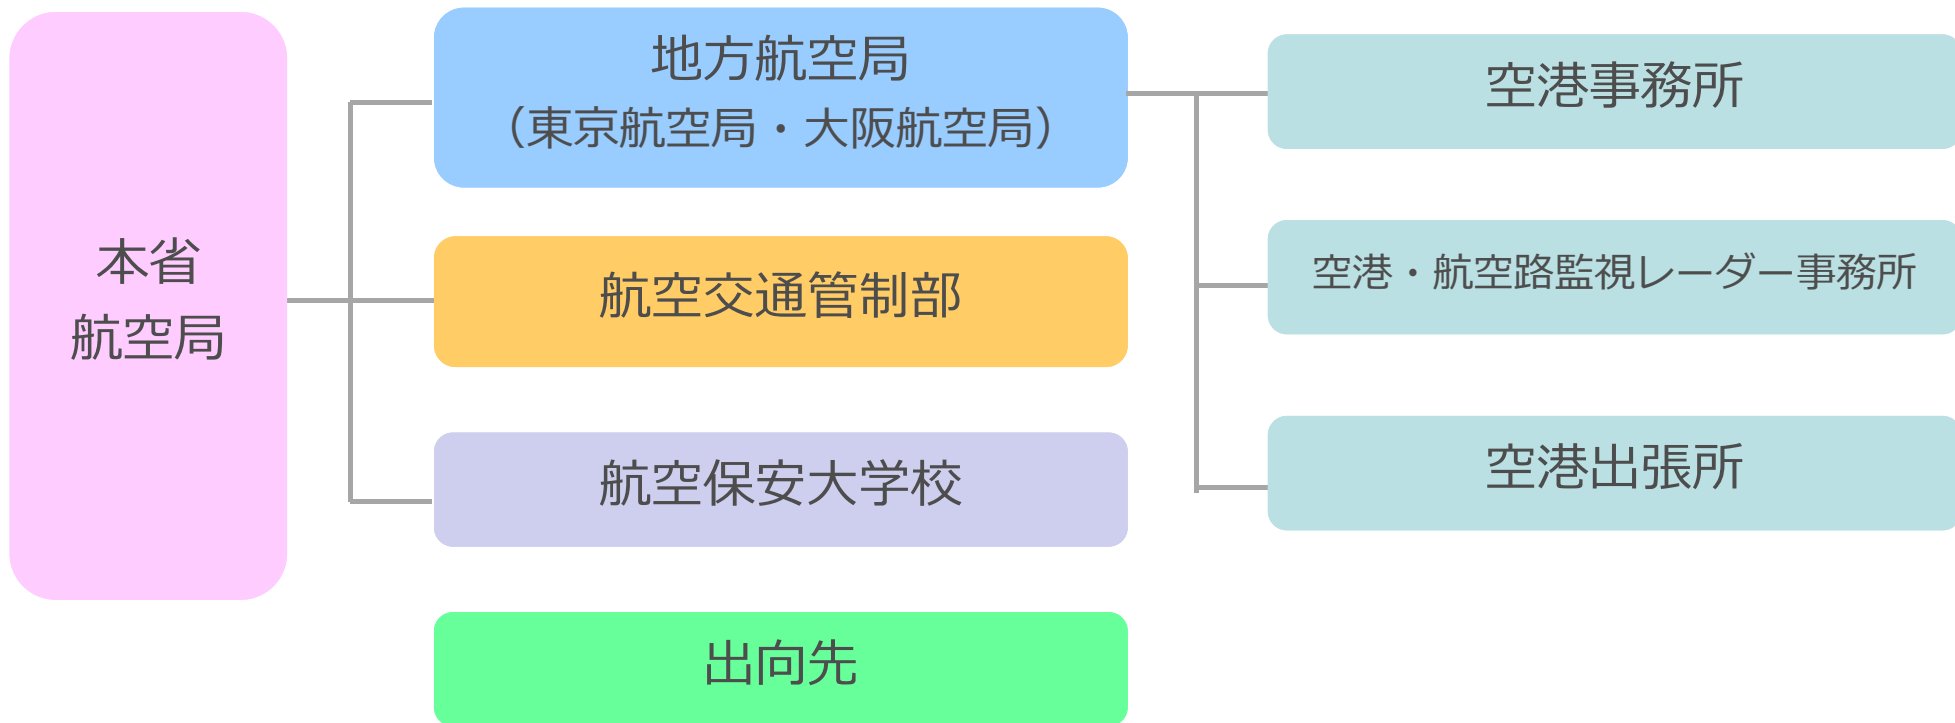 本省
航空局
地方航空局
（東京航空局・大阪航空局）
航空交通管制部
航空保安大学校
出向先
空港事務所
空港・航空路監視レーダー事務所
空港出張所